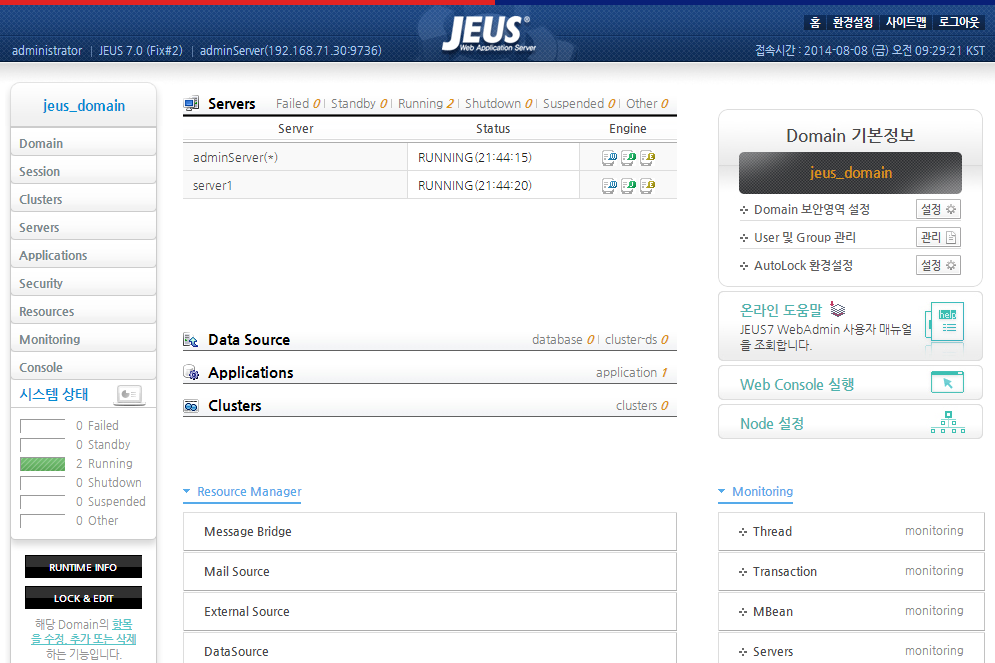 JEUS®
Web Application Server
홈 환경설정 사이트맵 로그아웃
administrator | JEUS 7.0 (Fix#2) | adminServer(192.168.71.30:9736)
접속시간 : 2014-08-08 (금) 오전 09:29:21 KST
jeus_domain
Domain
Session
Clusters
Servers
Applications
Security
Resources
Monitoring
Console
시스템 상태
0 Failed
0 Standby
2 Running
0 Shutdown
0 Suspended
0 Other
RUNTIME INFO
LOCK & EDIT
해당 Domain의 항목
을 수정, 추가 또는 삭제
하는 기능입니다.
Servers Failed 0 | Standby 0 | Running 2 | Shutdown 0 | Suspended 0 | Other 0
Server Status Engine
adminServer(*) RUNNING(21:44:15)
server1 RUNNING(21:44:20)
Data Source database 0 | cluster-ds 0
Applications application 1
Clusters clusters 0
Resource Manager
Message Bridge
Mail Source
External Source
DataSource
Domain 기본정보
jeus_domain
Domain 보안영역 설정 설정
User 및 Group 관리 관리
AutoLock 환경설정 설정
온라인 도움말
help
JEUS7 WebAdmin 사용자 매뉴얼
을 조회합니다.
Web Console 실행
Node 설정
Monitoring
Thread monitoring
Transaction monitoring
MBean monitoring
Servers monitoring